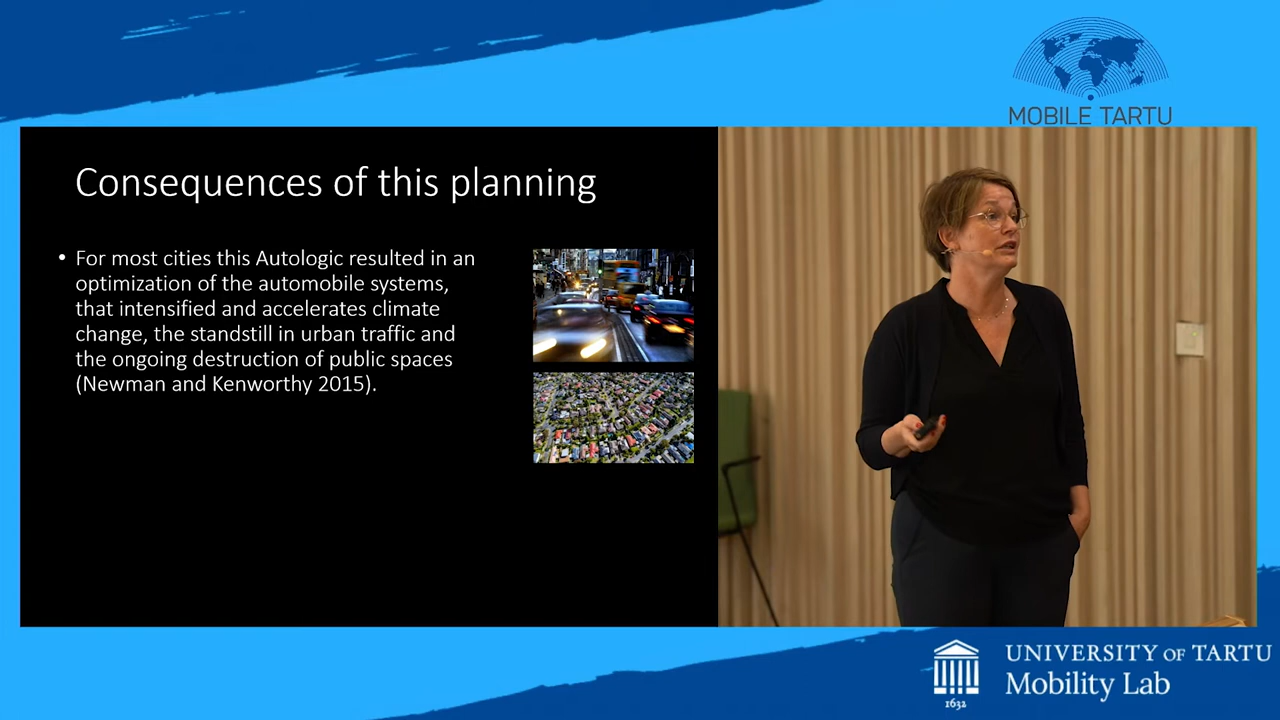 MOBILE TARTU
Consequences of this planning
• For most cities this Autologic resulted in an
optimization of the automobile systems,
that intensified and accelerates climate
change, the standstill in urban traffic and
the ongoing destruction of public spaces
(Newman and Kenworthy 2015).
UNIVERSITY OF TARTU
Mobility Lab
1632